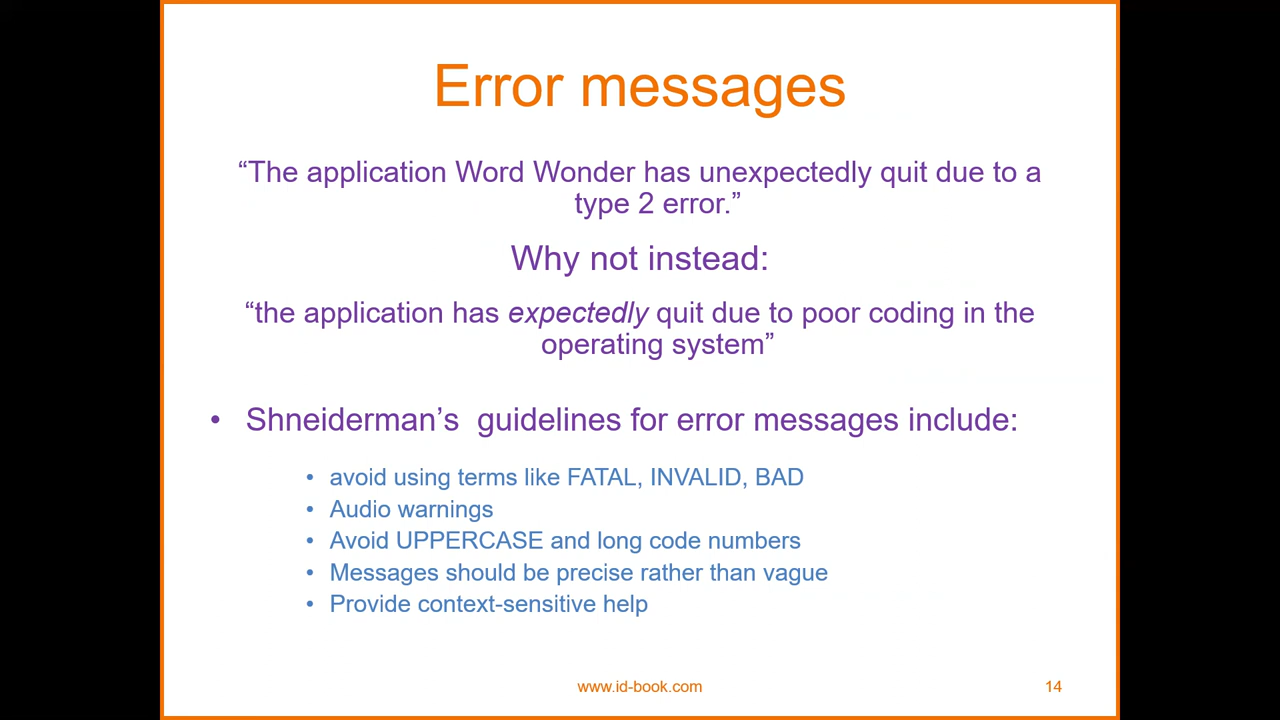 Error messages
“The application Word Wonder has unexpectedly quit due to a
type 2 error.”
Why not instead:
“the application has expectedly quit due to poor coding in the
operating system”
• Shneiderman’s  guidelines for error messages include:
• avoid using terms like FATAL, INVALID, BAD
• Audio warnings
• Avoid UPPERCASE and long code numbers
• Messages should be precise rather than vague
• Provide context-sensitive help
www.id-book.com
14